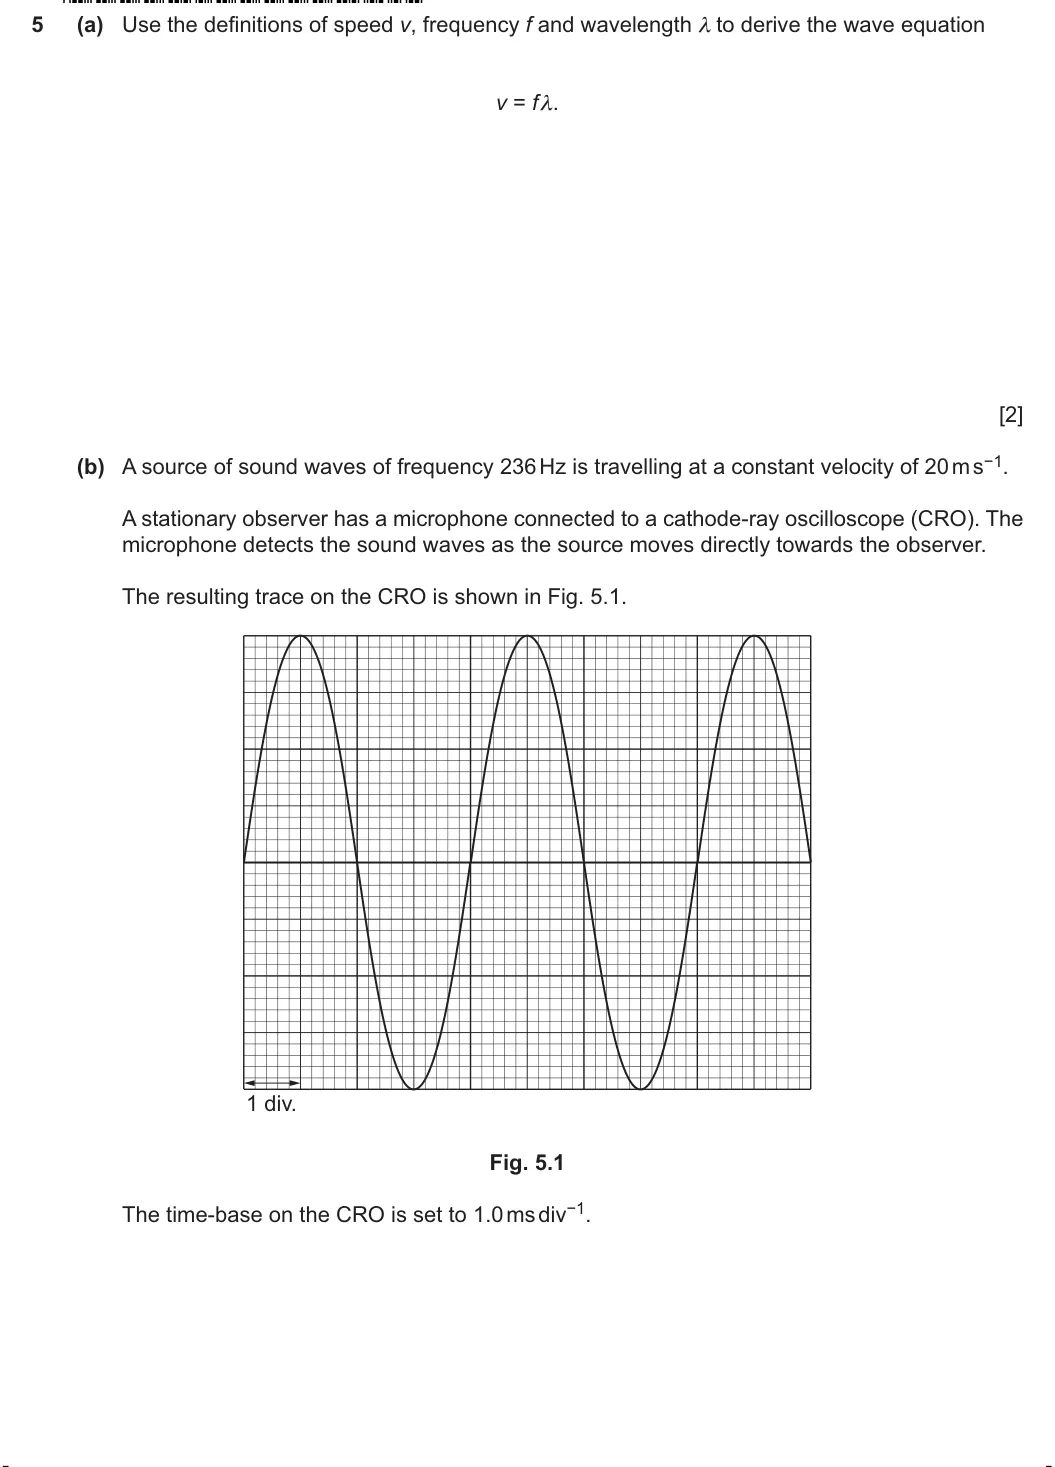 5 (a) Use the definitions of speed v, frequency f and wavelength λ to derive the wave equation
v = fλ.
[2]
(b) A source of sound waves of frequency 236 Hz is travelling at a constant velocity of 20 m s⁻¹.
A stationary observer has a microphone connected to a cathode-ray oscilloscope (CRO). The
microphone detects the sound waves as the source moves directly towards the observer.
The resulting trace on the CRO is shown in Fig. 5.1.
1 div.
Fig. 5.1
The time-base on the CRO is set to 1.0 ms div⁻¹.